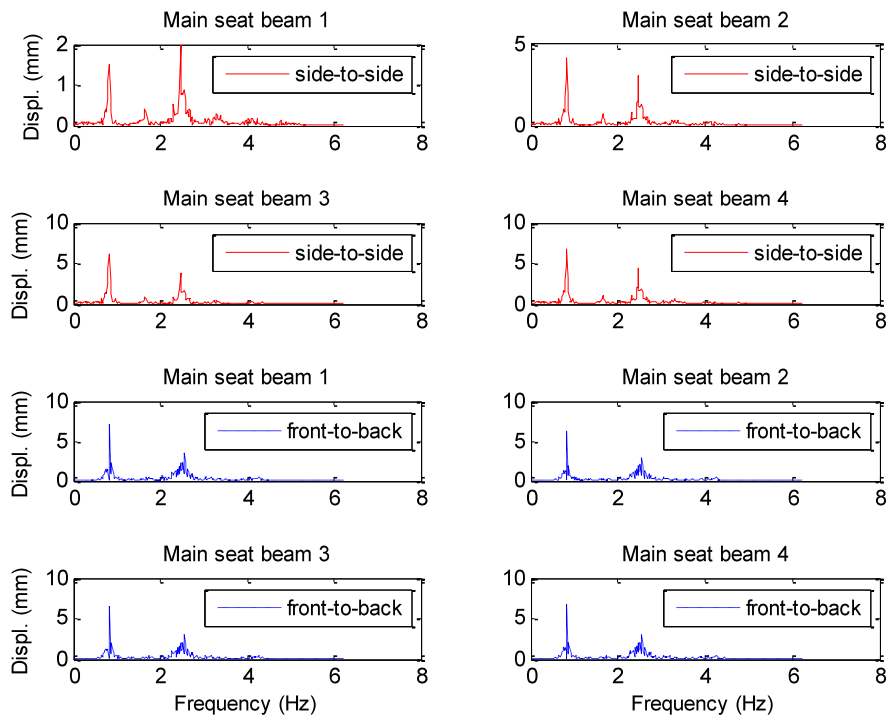 Main seat beam 1
Main seat beam 2
Displ. (mm)
2
1
0
side-to-side
0 2 4 6 8
5
0
side-to-side
0 2 4 6 8
Main seat beam 3
Main seat beam 4
Displ. (mm)
10
5
0
side-to-side
0 2 4 6 8
10
5
0
side-to-side
0 2 4 6 8
Main seat beam 1
Main seat beam 2
Displ. (mm)
10
5
0
front-to-back
0 2 4 6 8
10
5
0
front-to-back
0 2 4 6 8
Main seat beam 3
Main seat beam 4
Displ. (mm)
10
5
0
front-to-back
0 2 4 6 8
Frequency (Hz)
10
5
0
front-to-back
0 2 4 6 8
Frequency (Hz)